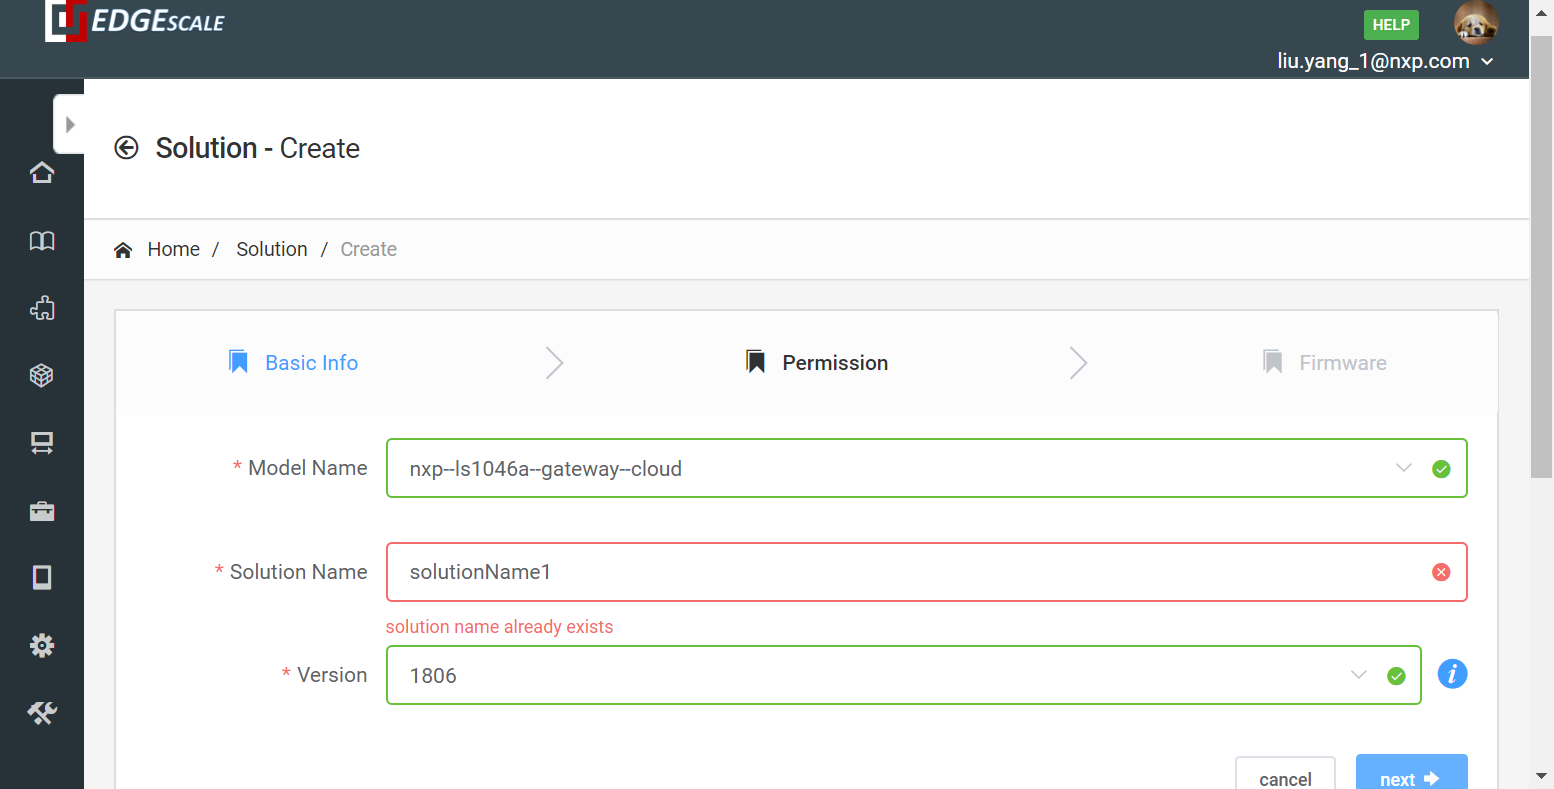 EDGESCALE
HELP
liu.yang_1@nxp.com
Solution - Create
Home / Solution / Create
Basic Info
Permission
Firmware
* Model Name
nxp--ls1046a--gateway--cloud
* Solution Name
solutionName1
solution name already exists
* Version
1806
i
cancel
next